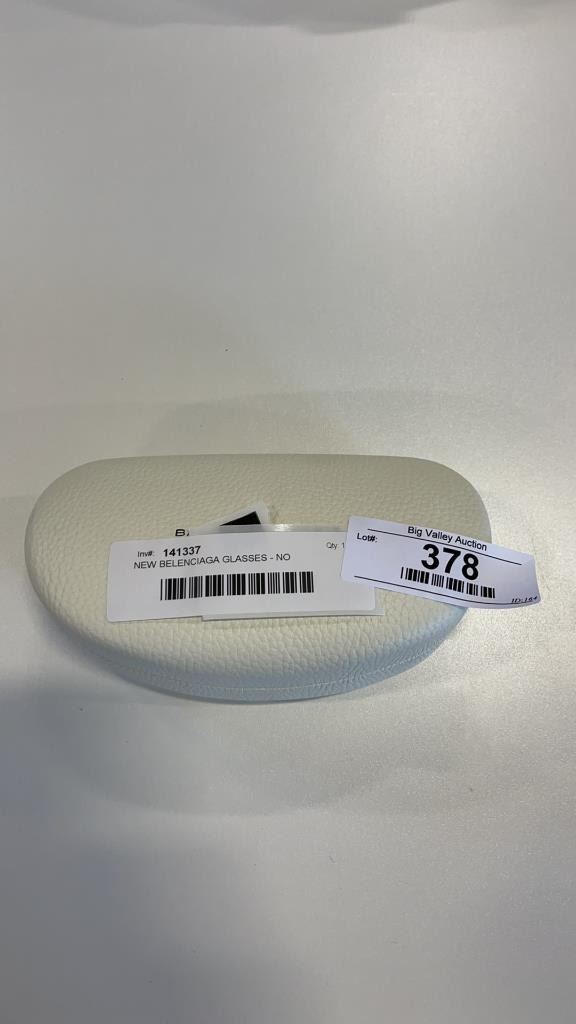 Inv#: 141337 Qty: 1
NEW BELENCIAGA GLASSES - NO
Big Valley Auction
Lot#:
378